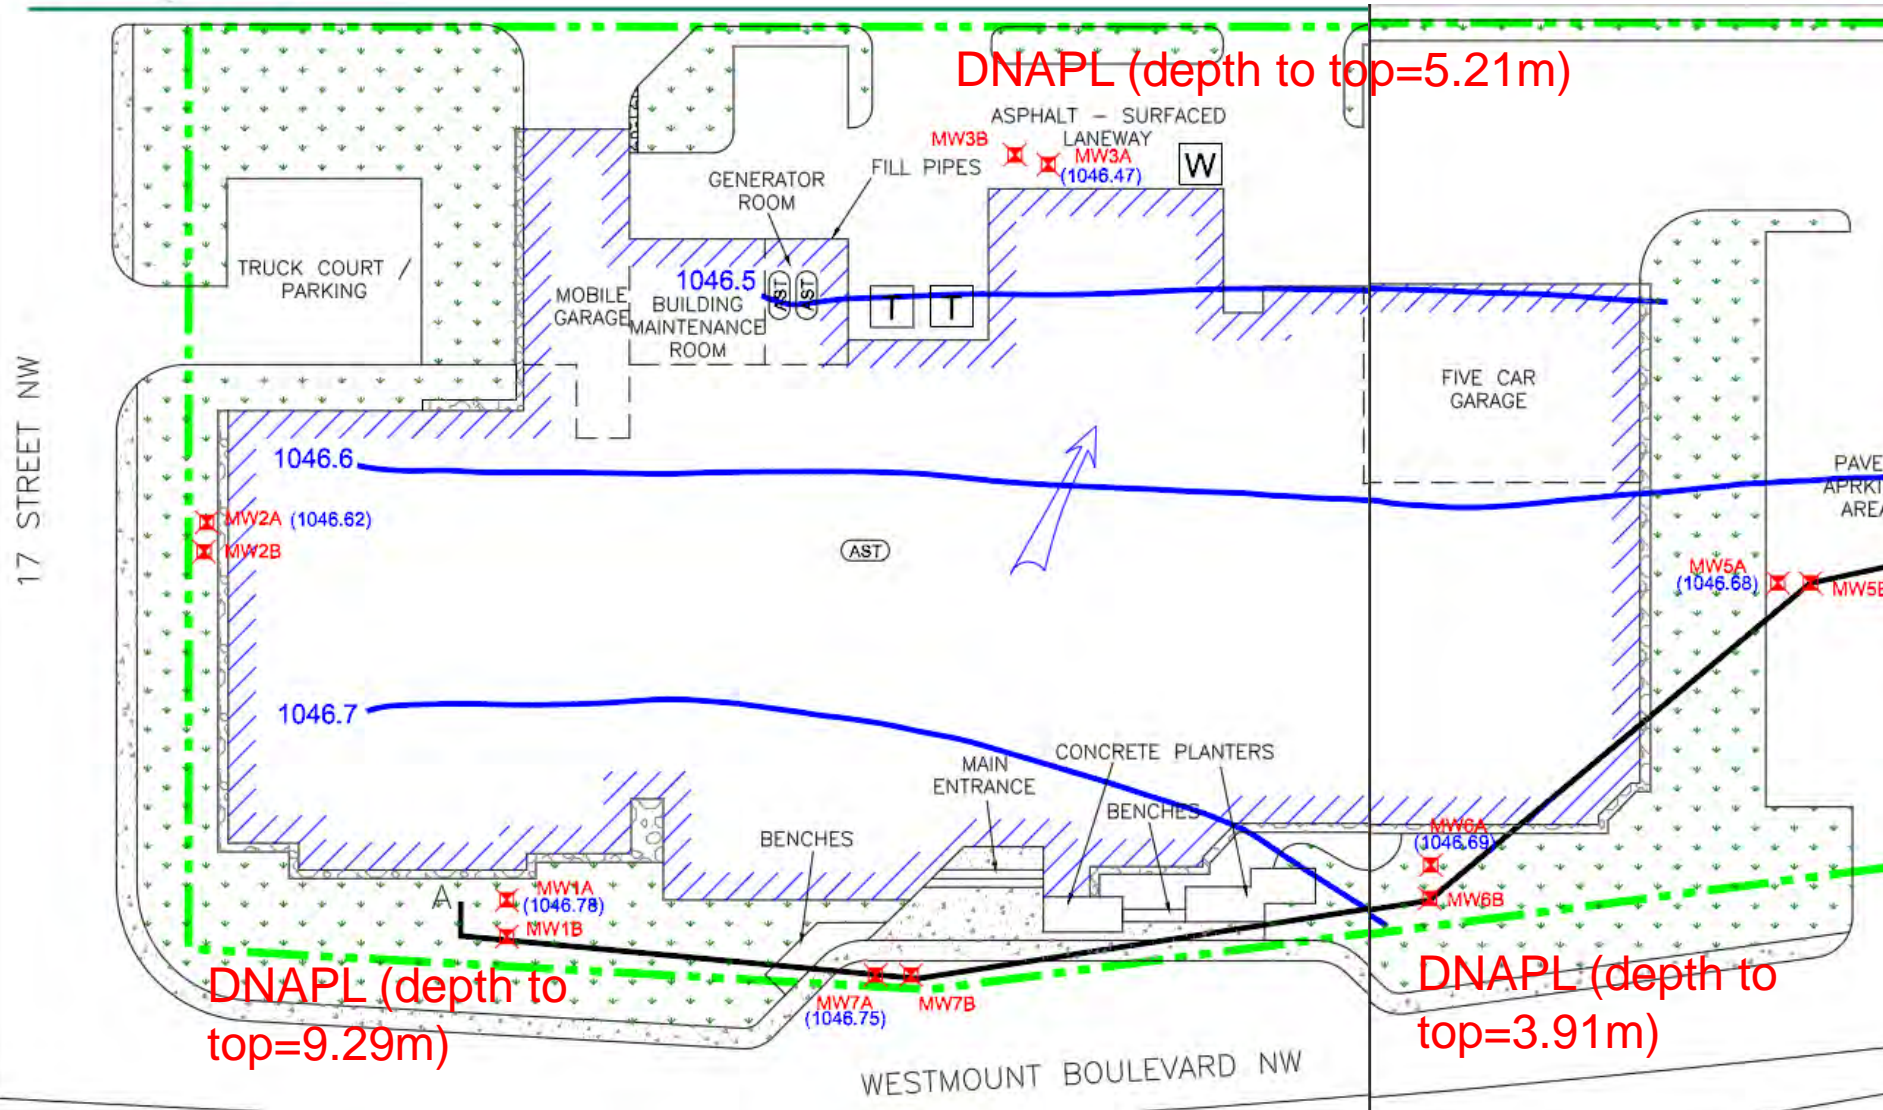 DNAPL (depth to top=5.21m)
ASPHALT – SURFACED
LANEWAY
MW3B
MW3A
(1046.47)
W
FILL PIPES
GENERATOR
ROOM
TRUCK COURT /
PARKING
1046.5
AST
AST
T
T
MOBILE
GARAGE
BUILDING
MAINTENANCE
ROOM
FIVE CAR
GARAGE
17 STREET NW
1046.6
PAVE
APRKI
AREA
MW2A (1046.62)
MW2B
AST
MW5A
(1046.68)
MW5B
1046.7
CONCRETE PLANTERS
MAIN
ENTRANCE
BENCHES
BENCHES
MW6A
(1046.69)
MW6B
A
MW1A
(1046.78)
MW1B
DNAPL (depth to
top=9.29m)
MW7A
(1046.75)
MW7B
DNAPL (depth to
top=3.91m)
WESTMOUNT BOULEVARD NW